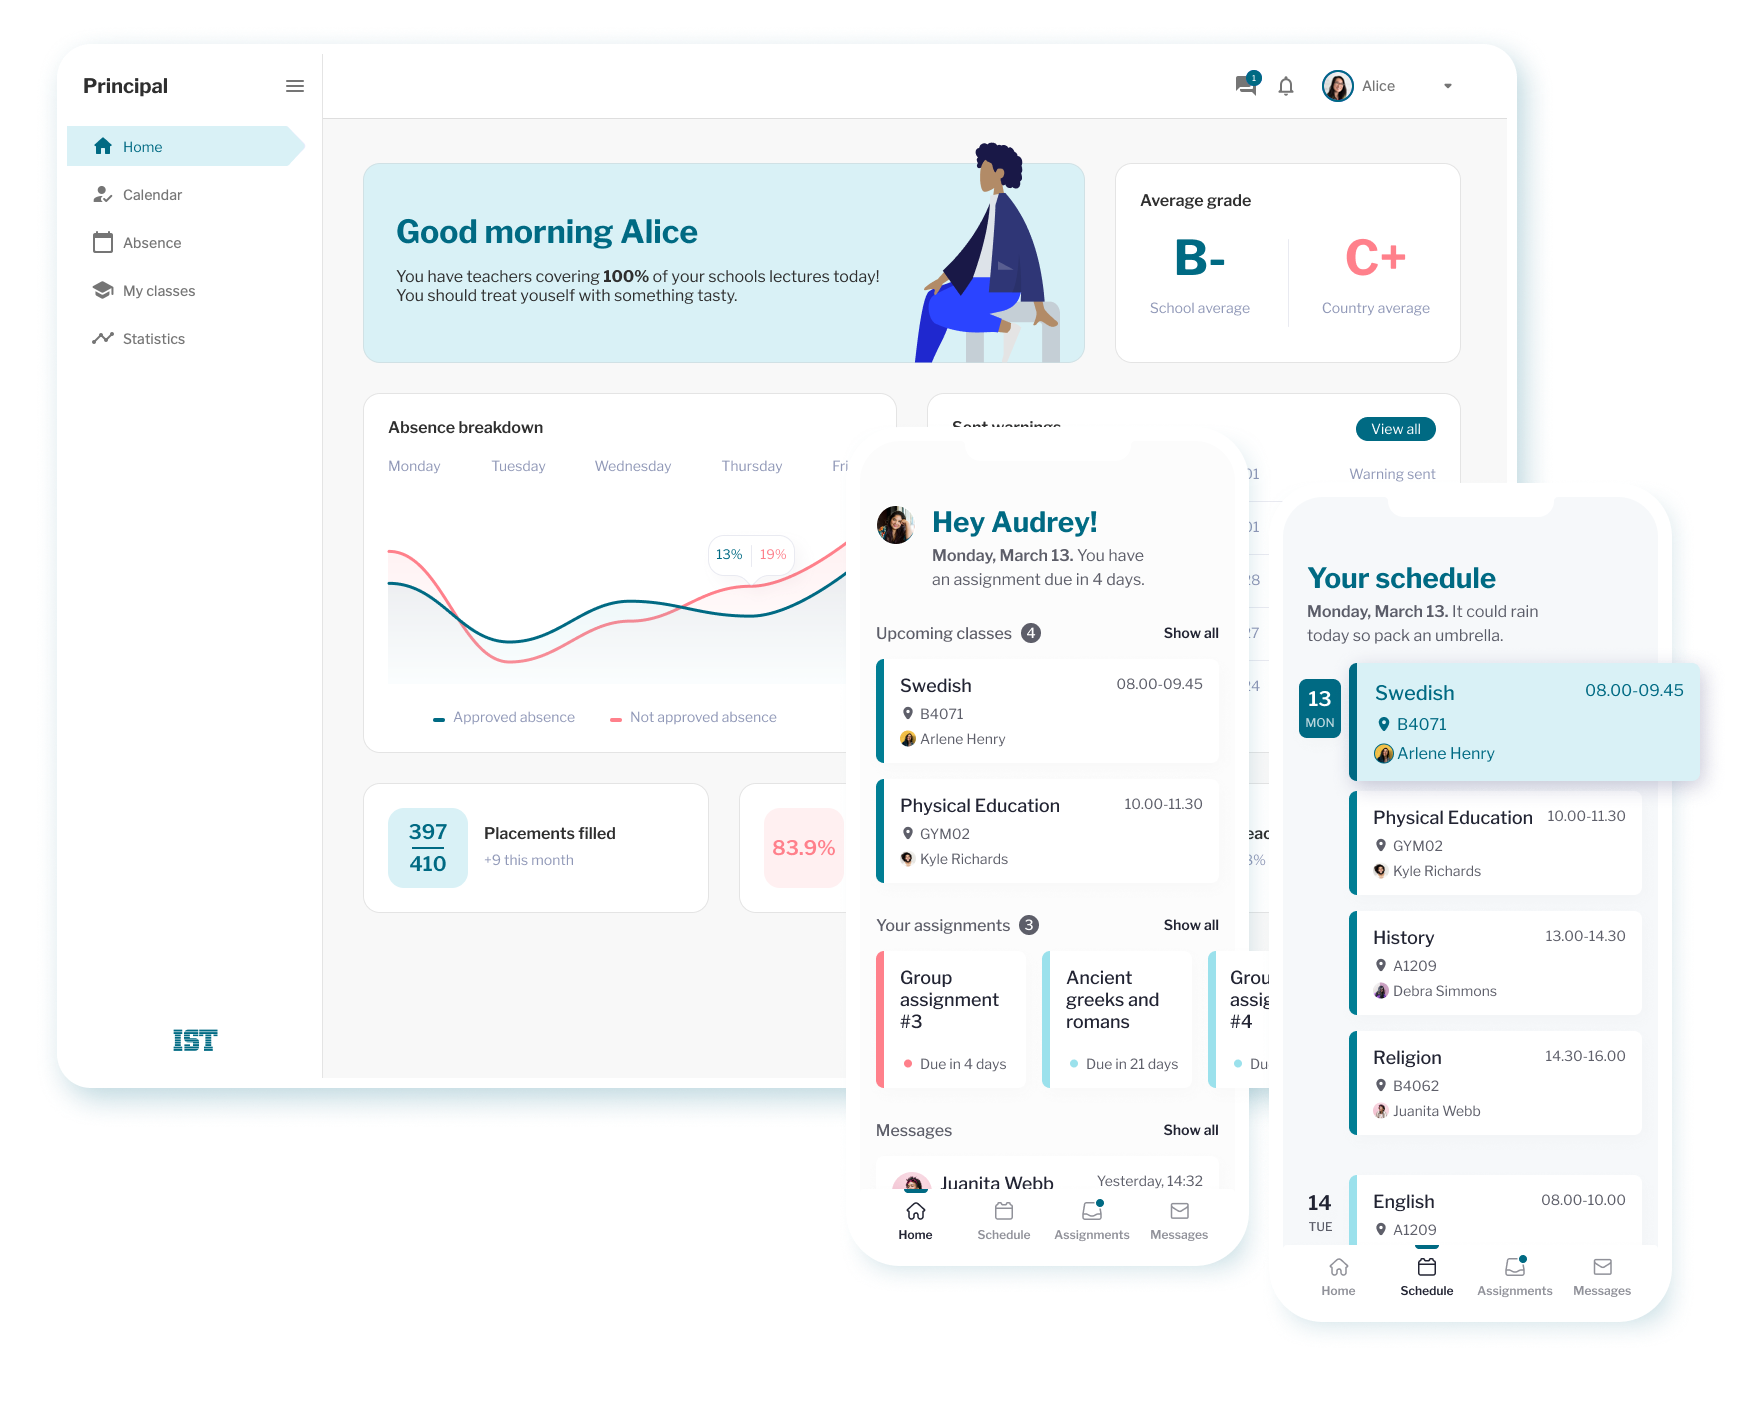 Principal
1
Alice
Home
Calendar
Absence
My classes
Statistics
IST
Good morning Alice
You have teachers covering 100% of your schools lectures today!
You should treat youself with something tasty.
Average grade
B-
School average
C+
Country average
Absence breakdown
Monday Tuesday Wednesday Thursday Fri
13% 19%
Approved absence Not approved absence
Sent warnings
View all
Warning sent
01
01
28
27
24
397
410
Placements filled
+9 this month
83.9%
eac
3%
Hey Audrey!
Monday, March 13. You have
an assignment due in 4 days.
Upcoming classes 4 Show all
Swedish 08.00-09.45
B4071
Arlene Henry
Physical Education 10.00-11.30
GYM02
Kyle Richards
Your assignments 3 Show all
Group
assignment
#3
Due in 4 days
Ancient
greeks and
romans
Due in 21 days
Grou
assig
#4
Du
Messages Show all
Juanita Webb Yesterday, 14:32
Home Schedule Assignments Messages
Your schedule
Monday, March 13. It could rain
today so pack an umbrella.
13
MON
Swedish 08.00-09.45
B4071
Arlene Henry
Physical Education 10.00-11.30
GYM02
Kyle Richards
History 13.00-14.30
A1209
Debra Simmons
Religion 14.30-16.00
B4062
Juanita Webb
14
TUE
English 08.00-10.00
A1209
Home Schedule Assignments Messages